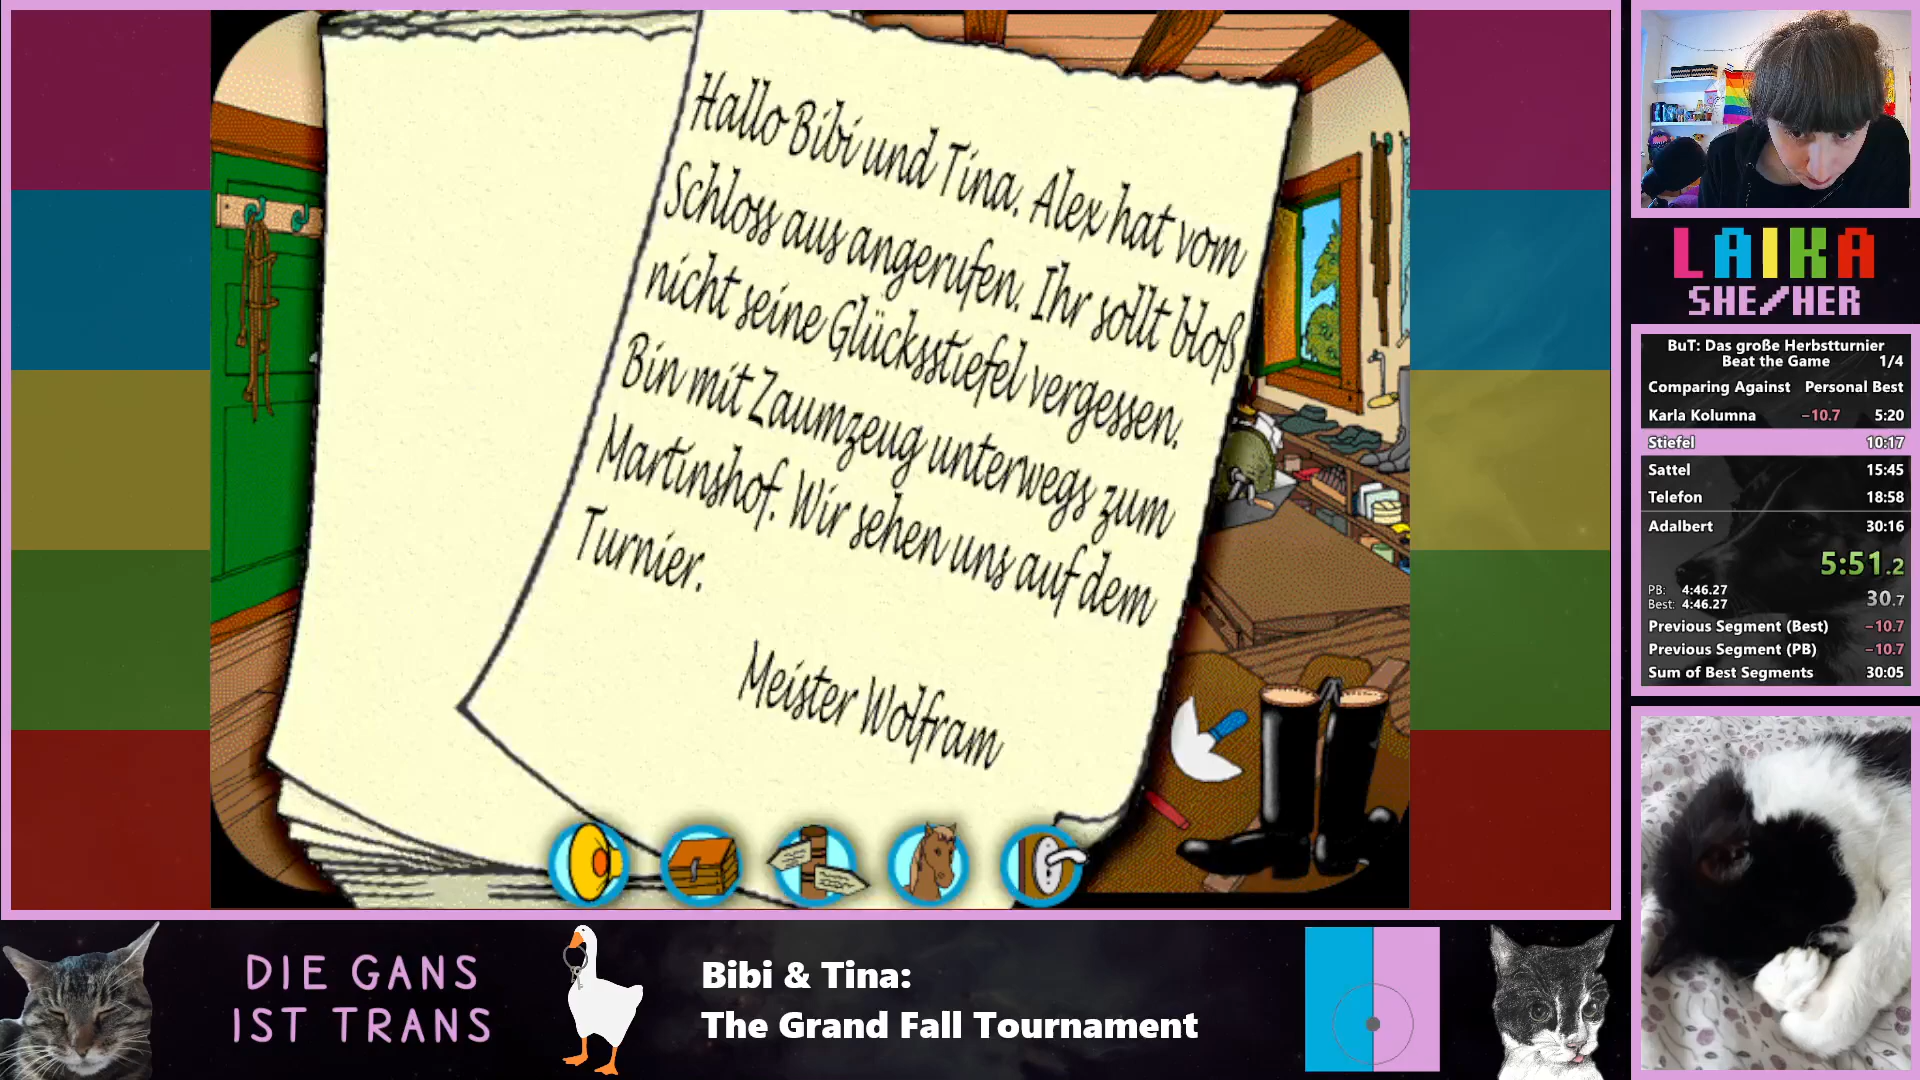 Hallo Bibi und Tina. Alex hat vom
Schloss aus angerufen. Ihr sollt bloß
nicht seine Glücksstiefel vergessen.
Bin mit Zaumzeug unterwegs zum
Martinshof. Wir sehen uns auf dem
Turnier.
Meister Wolfram
LAIKA
SHE/HER
BuT: Das große Herbstturnier
Beat the Game 1/4
Comparing Against Personal Best
Karla Kolumna -10.7 5:20
Stiefel 10:17
Sattel 15:45
Telefon 18:58
Adalbert 30:16
5:51.2
PB: 4:46.27
Best: 4:46.27
30.7
Previous Segment (Best) -10.7
Previous Segment (PB) -10.7
Sum of Best Segments 30:05
DIE GANS
IST TRANS
Bibi & Tina:
The Grand Fall Tournament